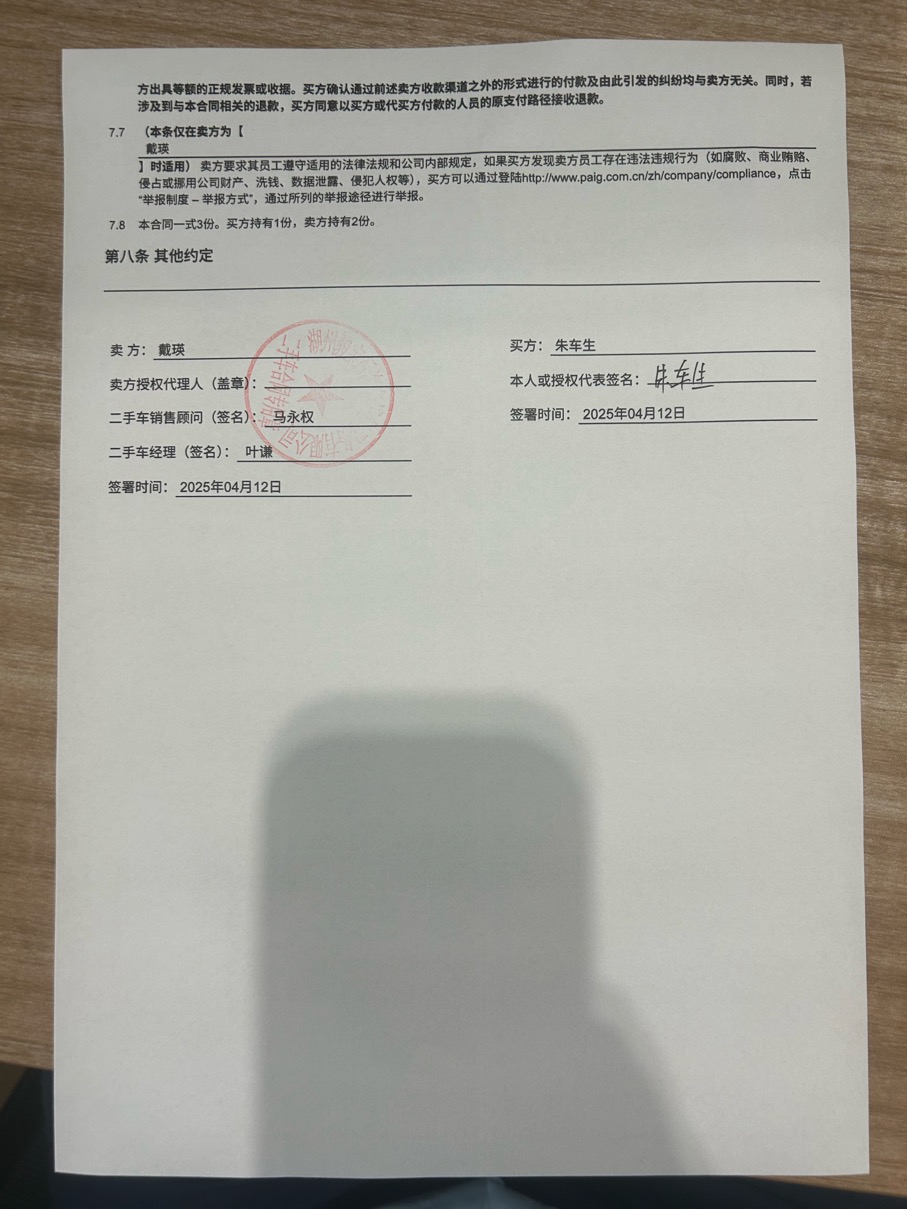 方出具等额的正规发票或收据。买方确认通过前述卖方收款渠道之外的形式进行的付款及由此引发的纠纷均与卖方无关。同时，若
涉及到与本合同相关的退款，买方同意以买方或代买方付款的人员的原支付路径接收退款。
7.7 （本条仅在卖方为【
戴瑛
】时适用） 卖方要求其员工遵守适用的法律法规和公司内部规定，如果买方发现卖方员工存在违法违规行为（如腐败、商业贿赂、
侵占或挪用公司财产、洗钱、数据泄露、侵犯人权等），买方可以通过登陆http://www.paig.com.cn/zh/company/compliance，点击
“举报制度 – 举报方式”，通过所列的举报途径进行举报。
7.8 本合同一式3份。买方持有1份，卖方持有2份。
第八条 其他约定
卖 方： 戴瑛
买方： 朱车生
卖方授权代理人（盖章）：
本人或授权代表签名： 朱车生
二手车销售顾问（签名）： 马永权
签署时间： 2025年04月12日
二手车经理（签名）： 叶谦
签署时间： 2025年04月12日
湖州
二手车合同专用章
有限公司